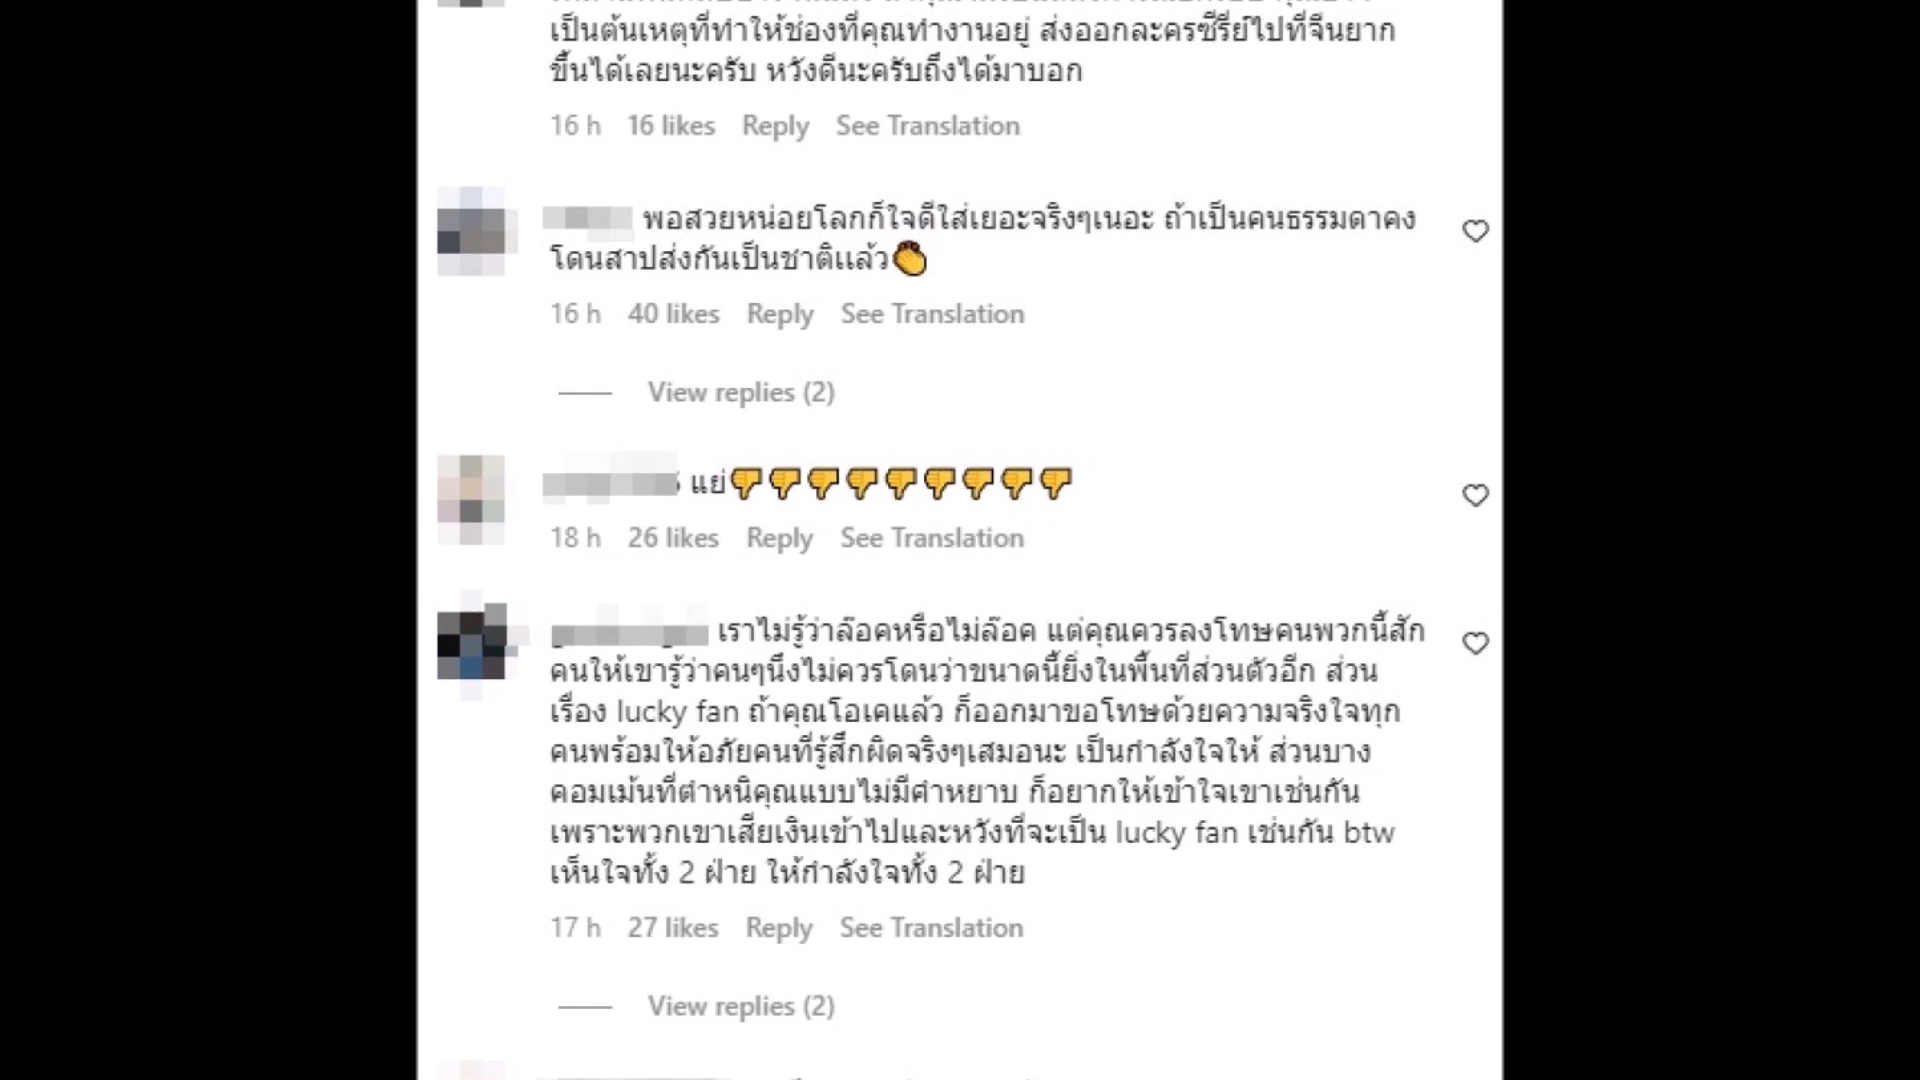 เป็นต้นเหตุที่ทำให้ช่องที่คุณทำงานอยู่ ส่งออกละครซีรี่ย์ไปที่จีนยาก
ขึ้นได้เลยนะครับ หวังดีนะครับถึงได้มาบอก
16 h 16 likes Reply See Translation
พอสวยหน่อยโลกก็ใจดีใส่เยอะจริงๆเนอะ ถ้าเป็นคนธรรมดาคง
โดนสาปส่งกันเป็นชาติแล้ว👏
16 h 40 likes Reply See Translation
View replies (2)
แย่👎👎👎👎👎👎👎👎👎
18 h 26 likes Reply See Translation
เราไม่รู้ว่าล๊อคหรือไม่ล๊อค แต่คุณควรลงโทษคนพวกนี้สัก
คนให้เขารู้ว่าคนๆนึงไม่ควรโดนว่าขนาดนี้ยิ่งในพื้นที่ส่วนตัวอีก ส่วน
เรื่อง lucky fan ถ้าคุณโอเคแล้ว ก็ออกมาขอโทษด้วยความจริงใจทุก
คนพร้อมให้อภัยคนที่รู้สึกผิดจริงๆเสมอนะ เป็นกำลังใจให้ ส่วนบาง
คอมเม้นที่ตำหนิคุณแบบไม่มีคำหยาบ ก็อยากให้เข้าใจเขาเช่นกัน
เพราะพวกเขาเสียเงินเข้าไปและหวังที่จะเป็น lucky fan เช่นกัน btw
เห็นใจทั้ง 2 ฝ่าย ให้กำลังใจทั้ง 2 ฝ่าย
17 h 27 likes Reply See Translation
View replies (2)